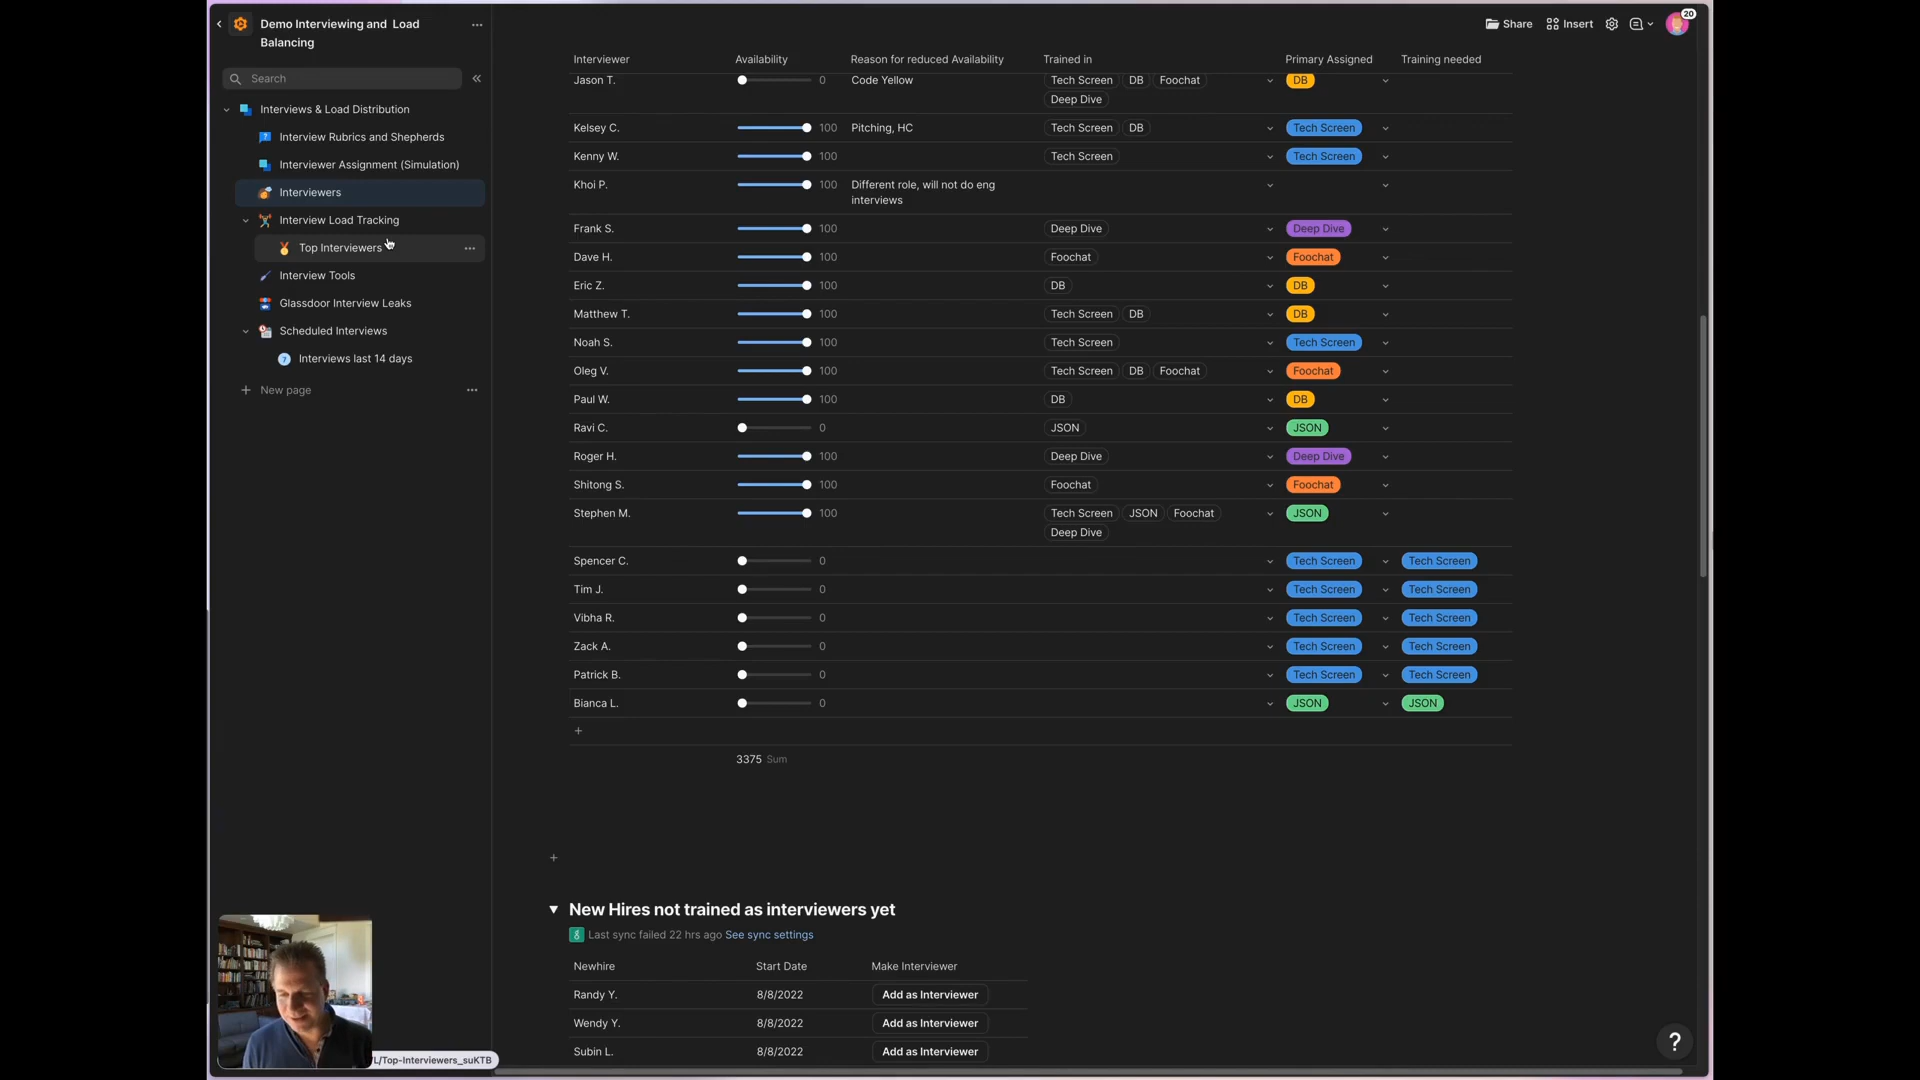 Demo Interviewing and Load
Balancing
Search
Interviews & Load Distribution
Interview Rubrics and Shepherds
Interviewer Assignment (Simulation)
Interviewers
Interview Load Tracking
Top Interviewers
Interview Tools
Glassdoor Interview Leaks
Scheduled Interviews
7 Interviews last 14 days
New page
Share Insert 20
Interviewer Availability Reason for reduced Availability Trained in Primary Assigned Training needed
Jason T. 0 Code Yellow Tech Screen DB Foochat DB
Deep Dive
Kelsey C. 100 Pitching, HC Tech Screen DB Tech Screen
Kenny W. 100 Tech Screen Tech Screen
Khoi P. 100 Different role, will not do eng
interviews
Frank S. 100 Deep Dive Deep Dive
Dave H. 100 Foochat Foochat
Eric Z. 100 DB DB
Matthew T. 100 Tech Screen DB DB
Noah S. 100 Tech Screen Tech Screen
Oleg V. 100 Tech Screen DB Foochat Foochat
Paul W. 100 DB DB
Ravi C. 0 JSON JSON
Roger H. 100 Deep Dive Deep Dive
Shitong S. 100 Foochat Foochat
Stephen M. 100 Tech Screen JSON Foochat JSON
Deep Dive
Spencer C. 0 Tech Screen Tech Screen
Tim J. 0 Tech Screen Tech Screen
Vibha R. 0 Tech Screen Tech Screen
Zack A. 0 Tech Screen Tech Screen
Patrick B. 0 Tech Screen Tech Screen
Bianca L. 0 JSON JSON
3375 Sum
New Hires not trained as interviewers yet
Last sync failed 22 hrs ago See sync settings
Newhire Start Date Make Interviewer
Randy Y. 8/8/2022 Add as Interviewer
Wendy Y. 8/8/2022 Add as Interviewer
Subin L. 8/8/2022 Add as Interviewer
/Top-Interviewers_suKTB
?